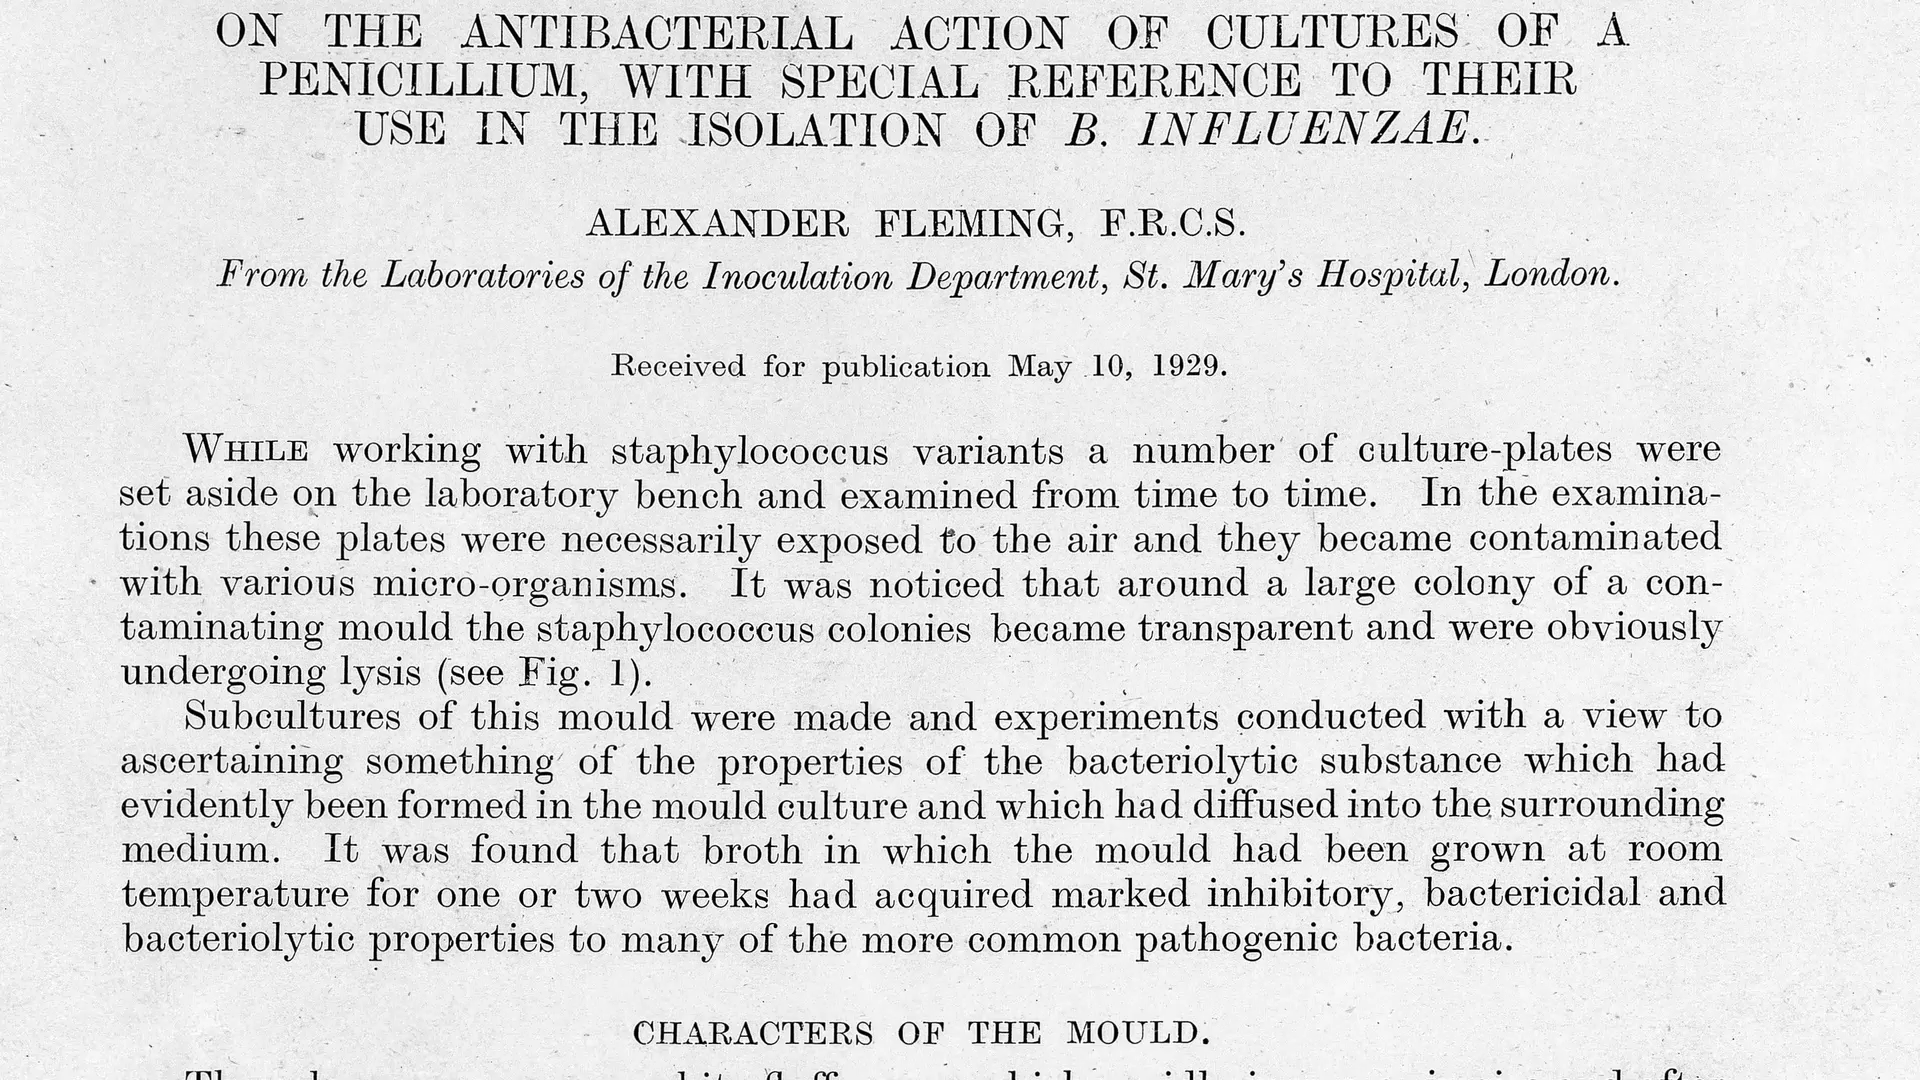 ON THE ANTIBACTERIAL ACTION OF CULTURES OF A
PENICILLIUM, WITH SPECIAL REFERENCE TO THEIR
USE IN THE ISOLATION OF B. INFLUENZAE.
ALEXANDER FLEMING, F.R.C.S.
From the Laboratories of the Inoculation Department, St. Mary's Hospital, London.
Received for publication May 10, 1929.
WHILE working with staphylococcus variants a number of culture-plates were
set aside on the laboratory bench and examined from time to time. In the examina-
tions these plates were necessarily exposed to the air and they became contaminated
with various micro-organisms. It was noticed that around a large colony of a con-
taminating mould the staphylococcus colonies became transparent and were obviously
undergoing lysis (see Fig. 1).
Subcultures of this mould were made and experiments conducted with a view to
ascertaining something of the properties of the bacteriolytic substance which had
evidently been formed in the mould culture and which had diffused into the surrounding
medium. It was found that broth in which the mould had been grown at room
temperature for one or two weeks had acquired marked inhibitory, bactericidal and
bacteriolytic properties to many of the more common pathogenic bacteria.
CHARACTERS OF THE MOULD.